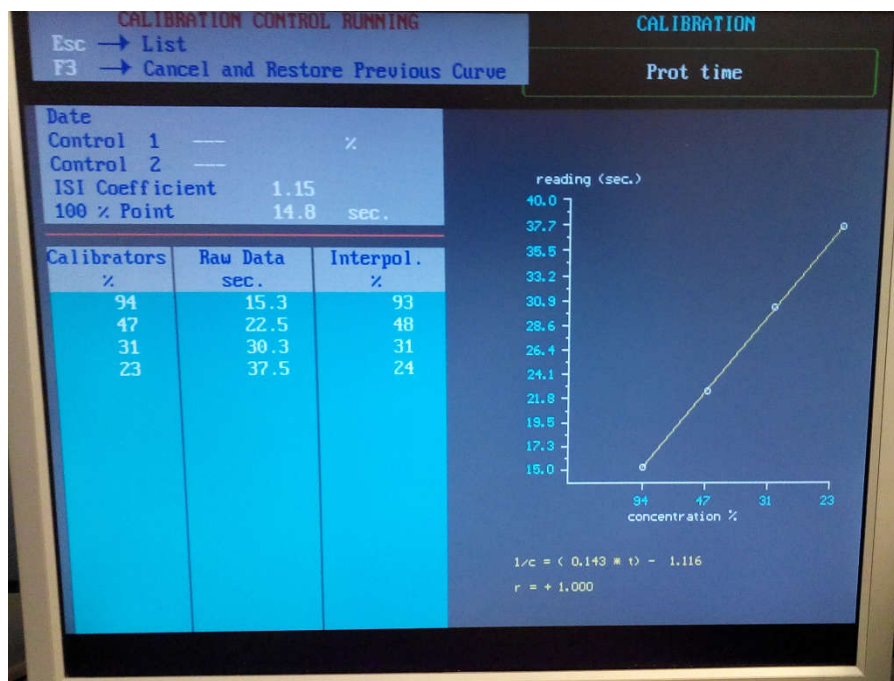 CALIBRATION CONTROL RUNNING
Esc → List
F3 → Cancel and Restore Previous Curve
CALIBRATION
Prot time
Date
Control 1 --- %
Control 2 ---
ISI Coefficient 1.15
100 % Point 14.8 sec.
Calibrators Raw Data Interpol.
% sec. %
94 15.3 93
47 22.5 48
31 30.3 31
23 37.5 24
reading (sec.)
40.0
37.7
35.5
33.2
30.9
28.6
26.4
24.1
21.8
19.5
17.3
15.0
94 47 31 23
concentration %
1/c = ( 0.143 * t) - 1.116
r = + 1.000